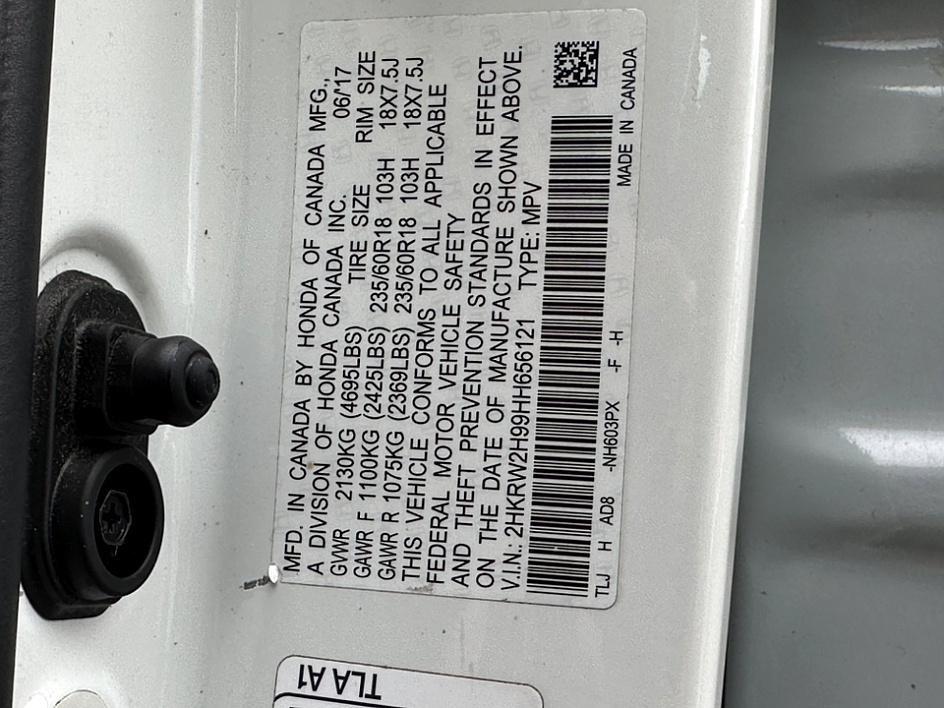 MFD. IN CANADA BY HONDA OF CANADA MFG.,
A DIVISION OF HONDA CANADA INC. 06/'17
GVWR 2130KG (4695LBS) TIRE SIZE RIM SIZE
GAWR F 1100KG (2425LBS) 235/60R18 103H 18X7.5J
GAWR R 1075KG (2369LBS) 235/60R18 103H 18X7.5J
THIS VEHICLE CONFORMS TO ALL APPLICABLE
FEDERAL MOTOR VEHICLE SAFETY
AND THEFT PREVENTION STANDARDS IN EFFECT
ON THE DATE OF MANUFACTURE SHOWN ABOVE.
V.I.N.: 2HKRW2H99HH656121 TYPE: MPV
TLJ H AD8 -NH603PX -F -H MADE IN CANADA
TLA A1